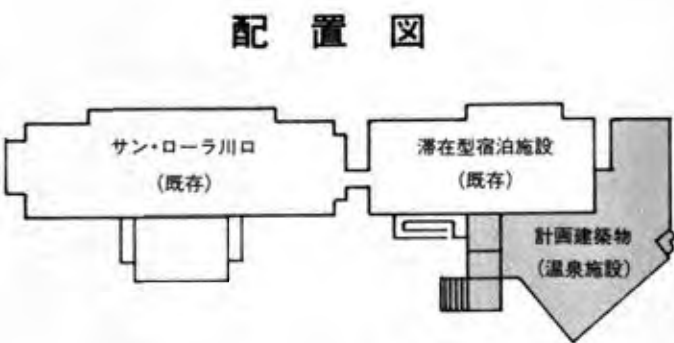 配置図
サン・ローラ川口
(既存)
滞在型宿泊施設
(既存)
計画建築物
(温泉施設)